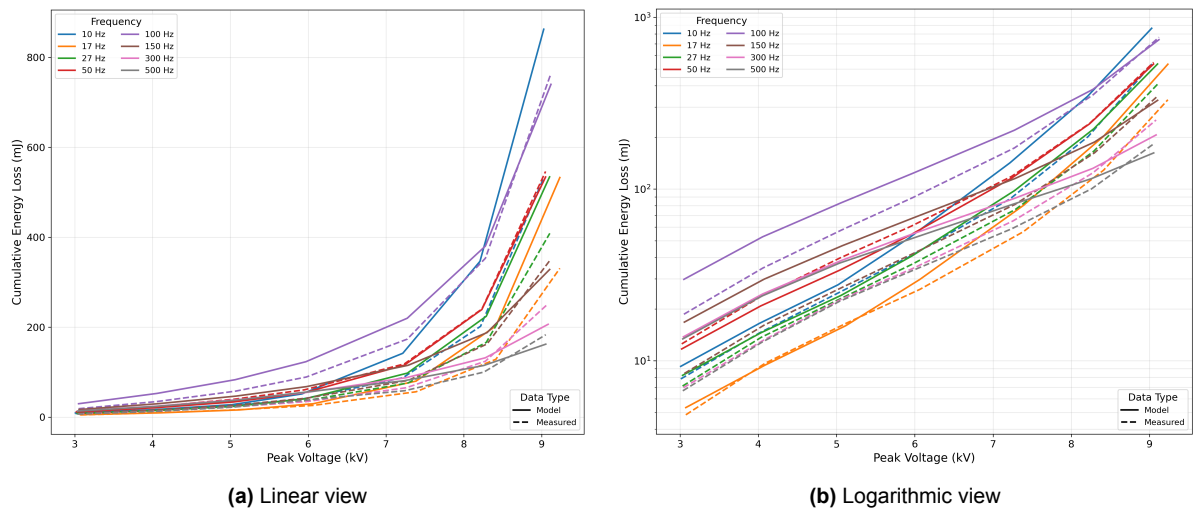 Frequency
10 Hz 100 Hz
17 Hz 150 Hz
27 Hz 300 Hz
50 Hz 500 Hz
Cumulative Energy Loss (mJ)
800
600
400
200
0
3 4 5 6 7 8 9
Peak Voltage (kV)
Data Type
Model
Measured
(a) Linear view
Frequency
10 Hz 100 Hz
17 Hz 150 Hz
27 Hz 300 Hz
50 Hz 500 Hz
Cumulative Energy Loss (mJ)
10³
10²
10¹
3 4 5 6 7 8 9
Peak Voltage (kV)
Data Type
Model
Measured
(b) Logarithmic view